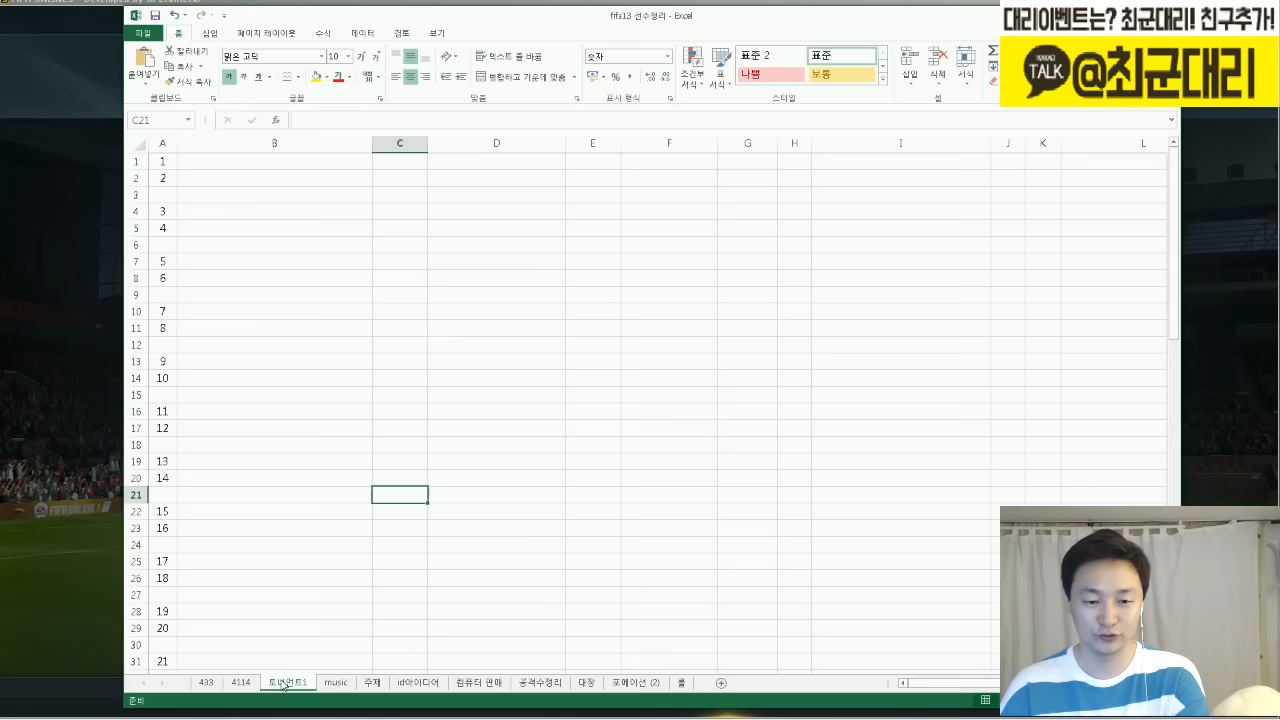 fifa13 선수정리 - Excel
대리이벤트는? 최군대리! 친구추가!
TALK @최군대리
파일 홈 삽입 페이지 레이아웃 수식 데이터 검토 보기
붙여넣기 잘라내기 복사 서식 복사
맑은 고딕 10
텍스트 줄 바꿈
병합하고 가운데 맞춤
숫자
조건부 서식 표 서식
표준 2 표준
나쁨 보통
삽입 삭제 서식
클립보드 글꼴 맞춤 표시 형식 스타일 셀
C21
A B C D E F G H I J K L
1 1
2 2
3
4 3
5 4
6
7 5
8 6
9
10 7
11 8
12
13 9
14 10
15
16 11
17 12
18
19 13
20 14
21
22 15
23 16
24
25 17
26 18
27
28 19
29 20
30
31 21
433 4114 토너먼트1 music 주제 id아이디어 컴퓨터 판매 공격수정리 대장 포메이션 (2) 룰
준비